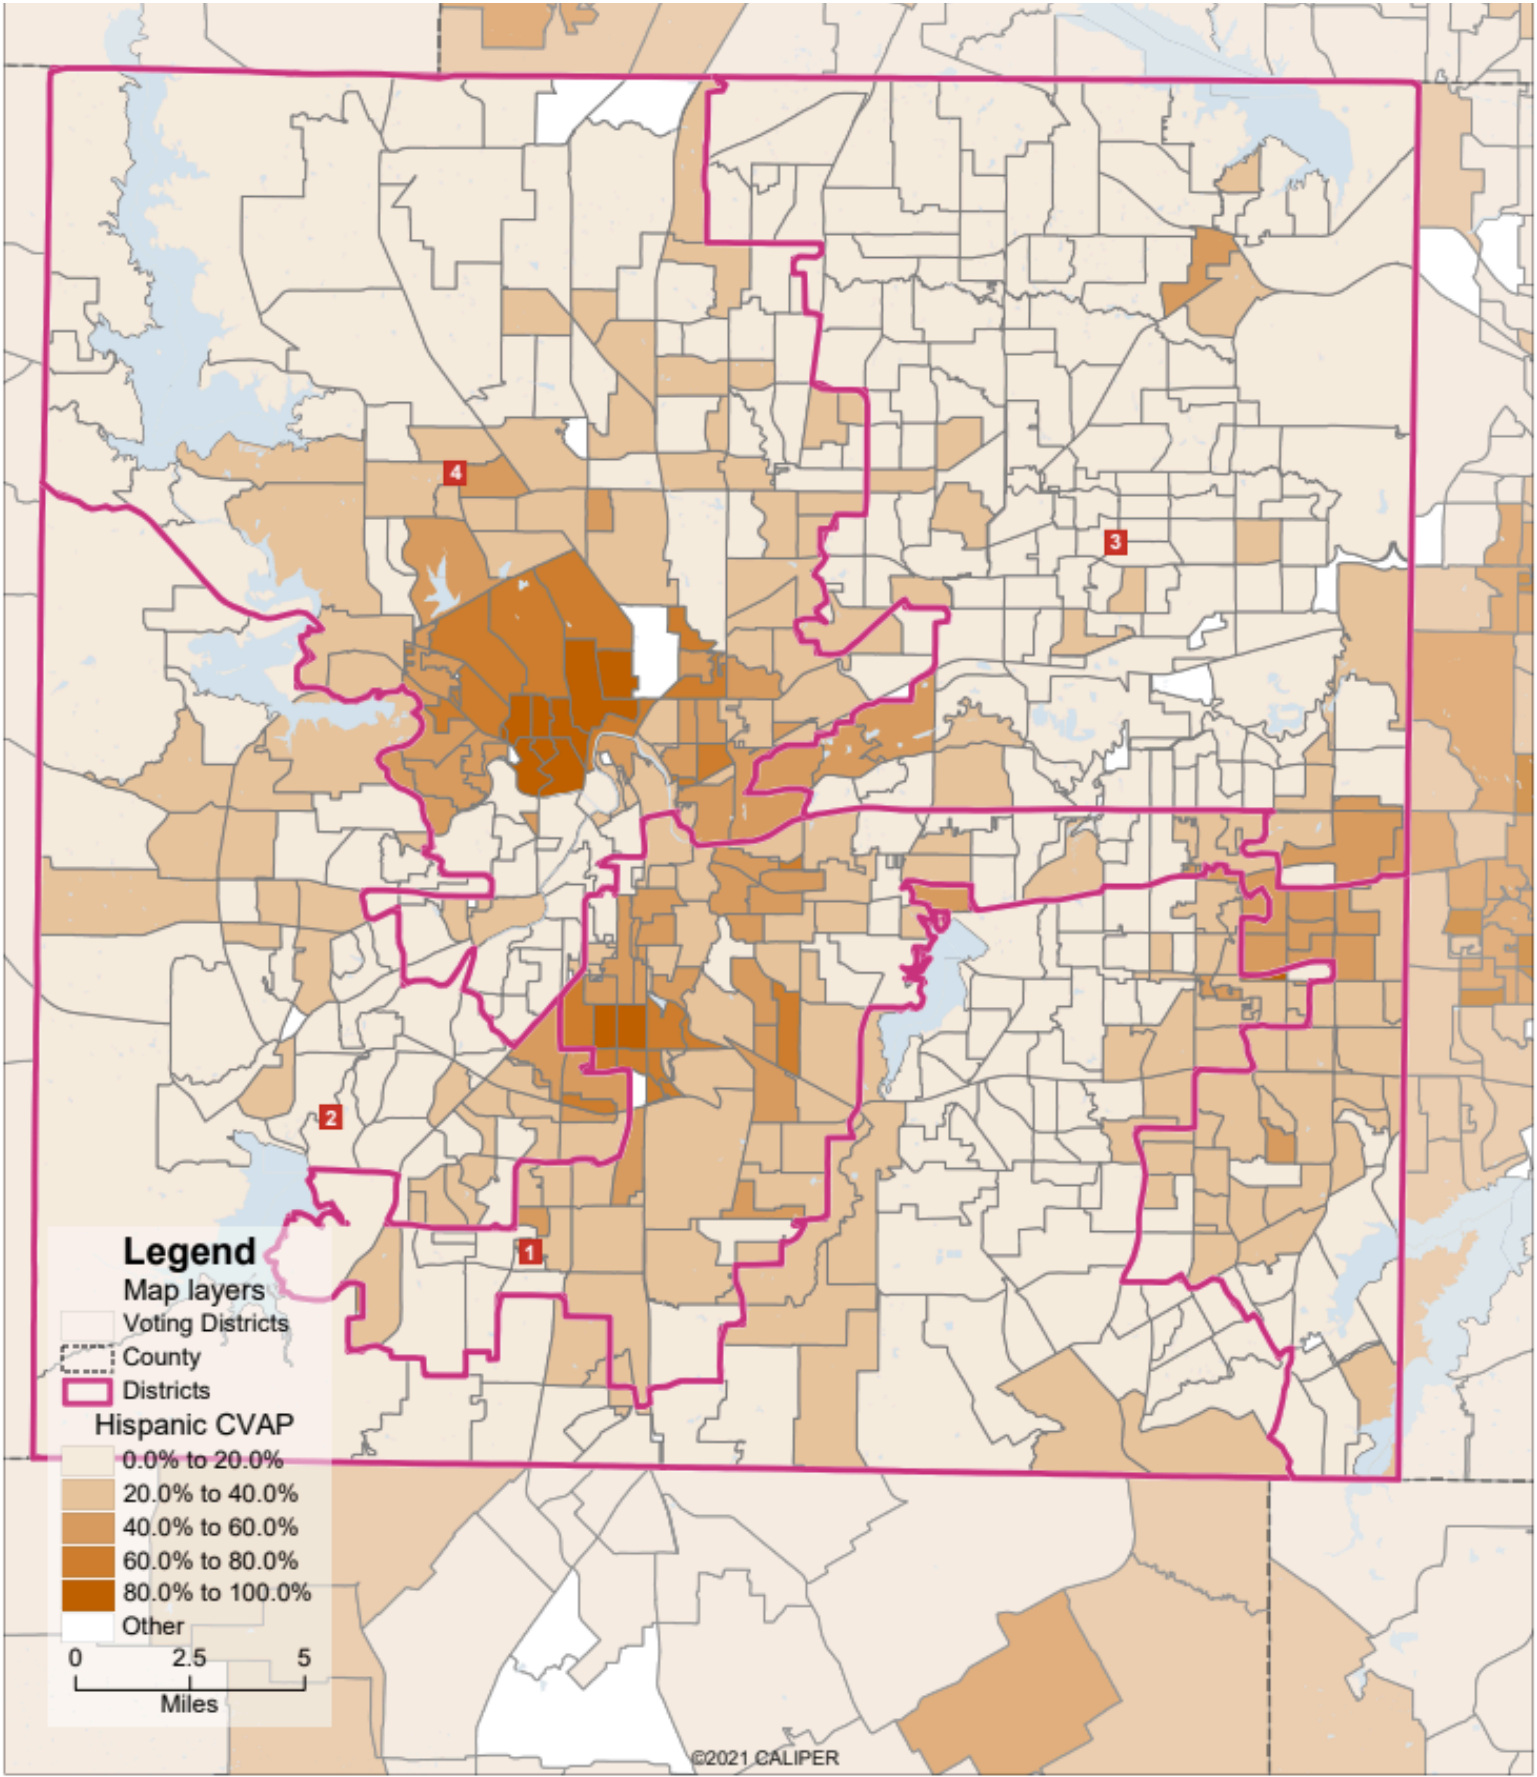 4
3
2
1
Legend
Map layers
Voting Districts
County
Districts
Hispanic CVAP
0.0% to 20.0%
20.0% to 40.0%
40.0% to 60.0%
60.0% to 80.0%
80.0% to 100.0%
Other
0 2.5 5
Miles
©2021 CALIPER